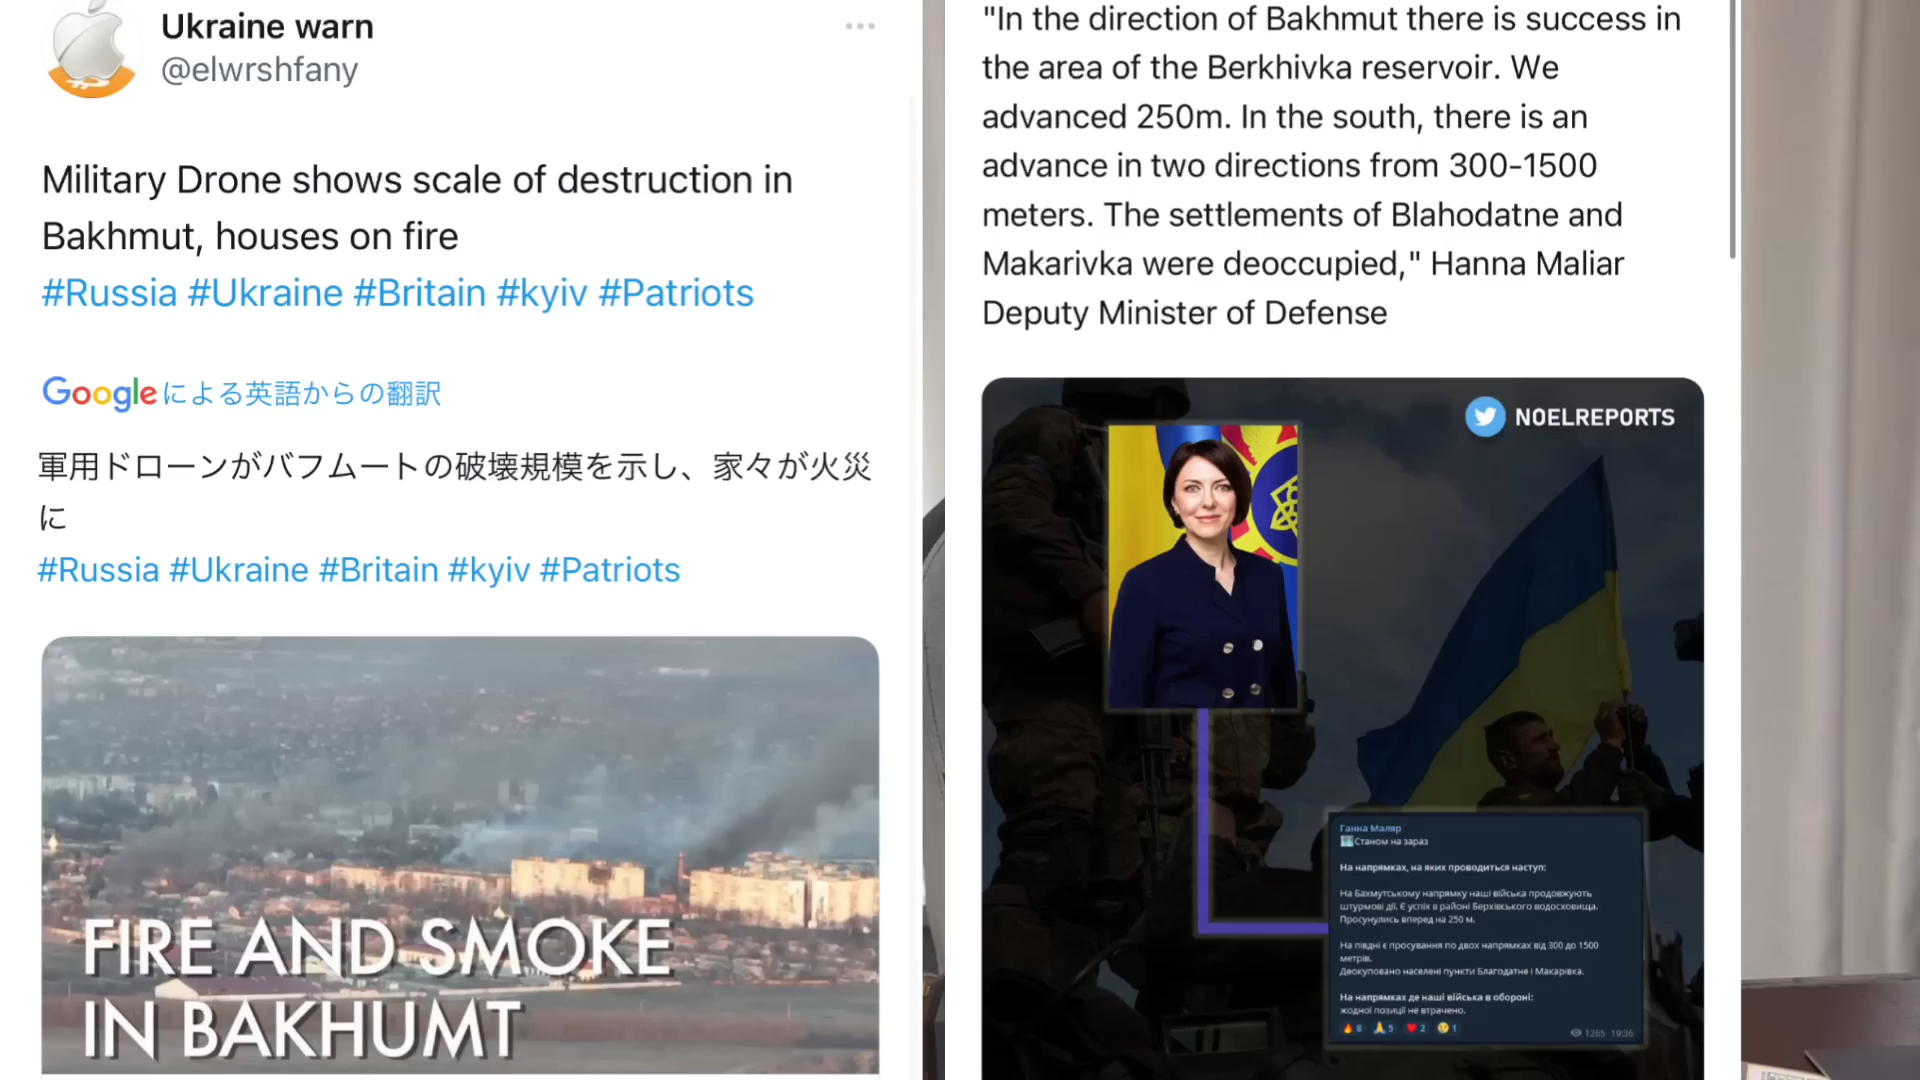 Ukraine warn
@elwrshfany
Military Drone shows scale of destruction in
Bakhmut, houses on fire
#Russia #Ukraine #Britain #kyiv #Patriots
Googleによる英語からの翻訳
軍用ドローンがバフムートの破壊規模を示し、家々が火災
に
#Russia #Ukraine #Britain #kyiv #Patriots
FIRE AND SMOKE
IN BAKHUMT
"In the direction of Bakhmut there is success in
the area of the Berkhivka reservoir. We
advanced 250m. In the south, there is an
advance in two directions from 300-1500
meters. The settlements of Blahodatne and
Makarivka were deoccupied," Hanna Maliar
Deputy Minister of Defense
NOELREPORTS
Ганна Маляр
Станом на зараз
На напрямках, на яких проводиться наступ:
На Бахмутському напрямку наші війська продовжують
штурмові дії. Є успіх в районі Берхівського водосховища.
Просунулись вперед на 250 м.
На півдні є просування по двох напрямках від 300 до 1500
метрів.
Деокуповано населені пункти Благодатне і Макарівка.
На напрямках де наші війська в обороні:
жодної позиції не втрачено.
8 5 2 1
1265 19:36